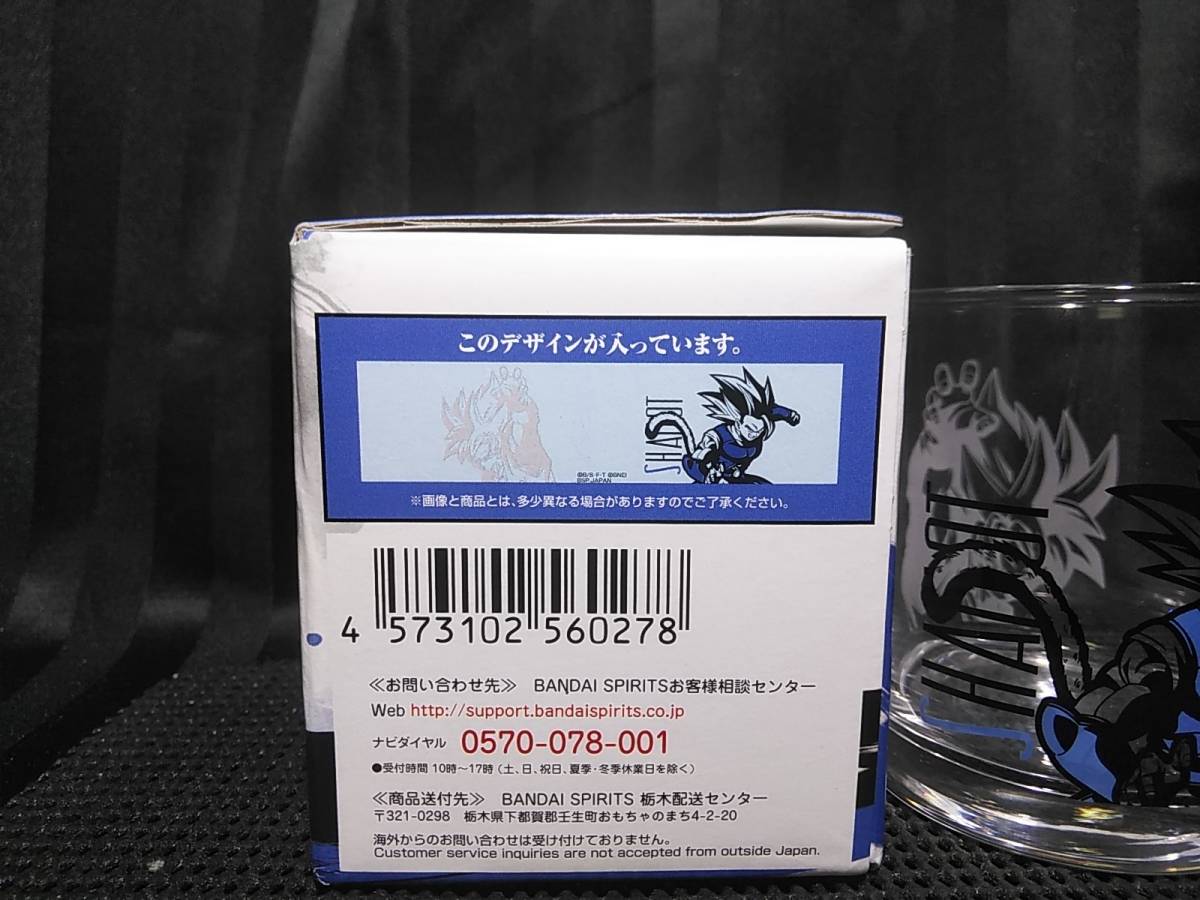 このデザインが入っています。
SHALLOT
©B/S・F・T ©BNEI
BSP, JAPAN
※画像と商品とは、多少異なる場合がありますのでご了承ください。
4 573102 560278
≪お問い合わせ先≫ BANDAI SPIRITSお客様相談センター
Web http://support.bandaispirits.co.jp
ナビダイヤル 0570-078-001
●受付時間 10時〜17時（土、日、祝日、夏季・冬季休業日を除く）
≪商品送付先≫ BANDAI SPIRITS 栃木配送センター
〒321-0298 栃木県下都賀郡壬生町おもちゃのまち4-2-20
海外からのお問い合わせは受け付けておりません。
Customer service inquiries are not accepted from outside Japan.
SHALLOT